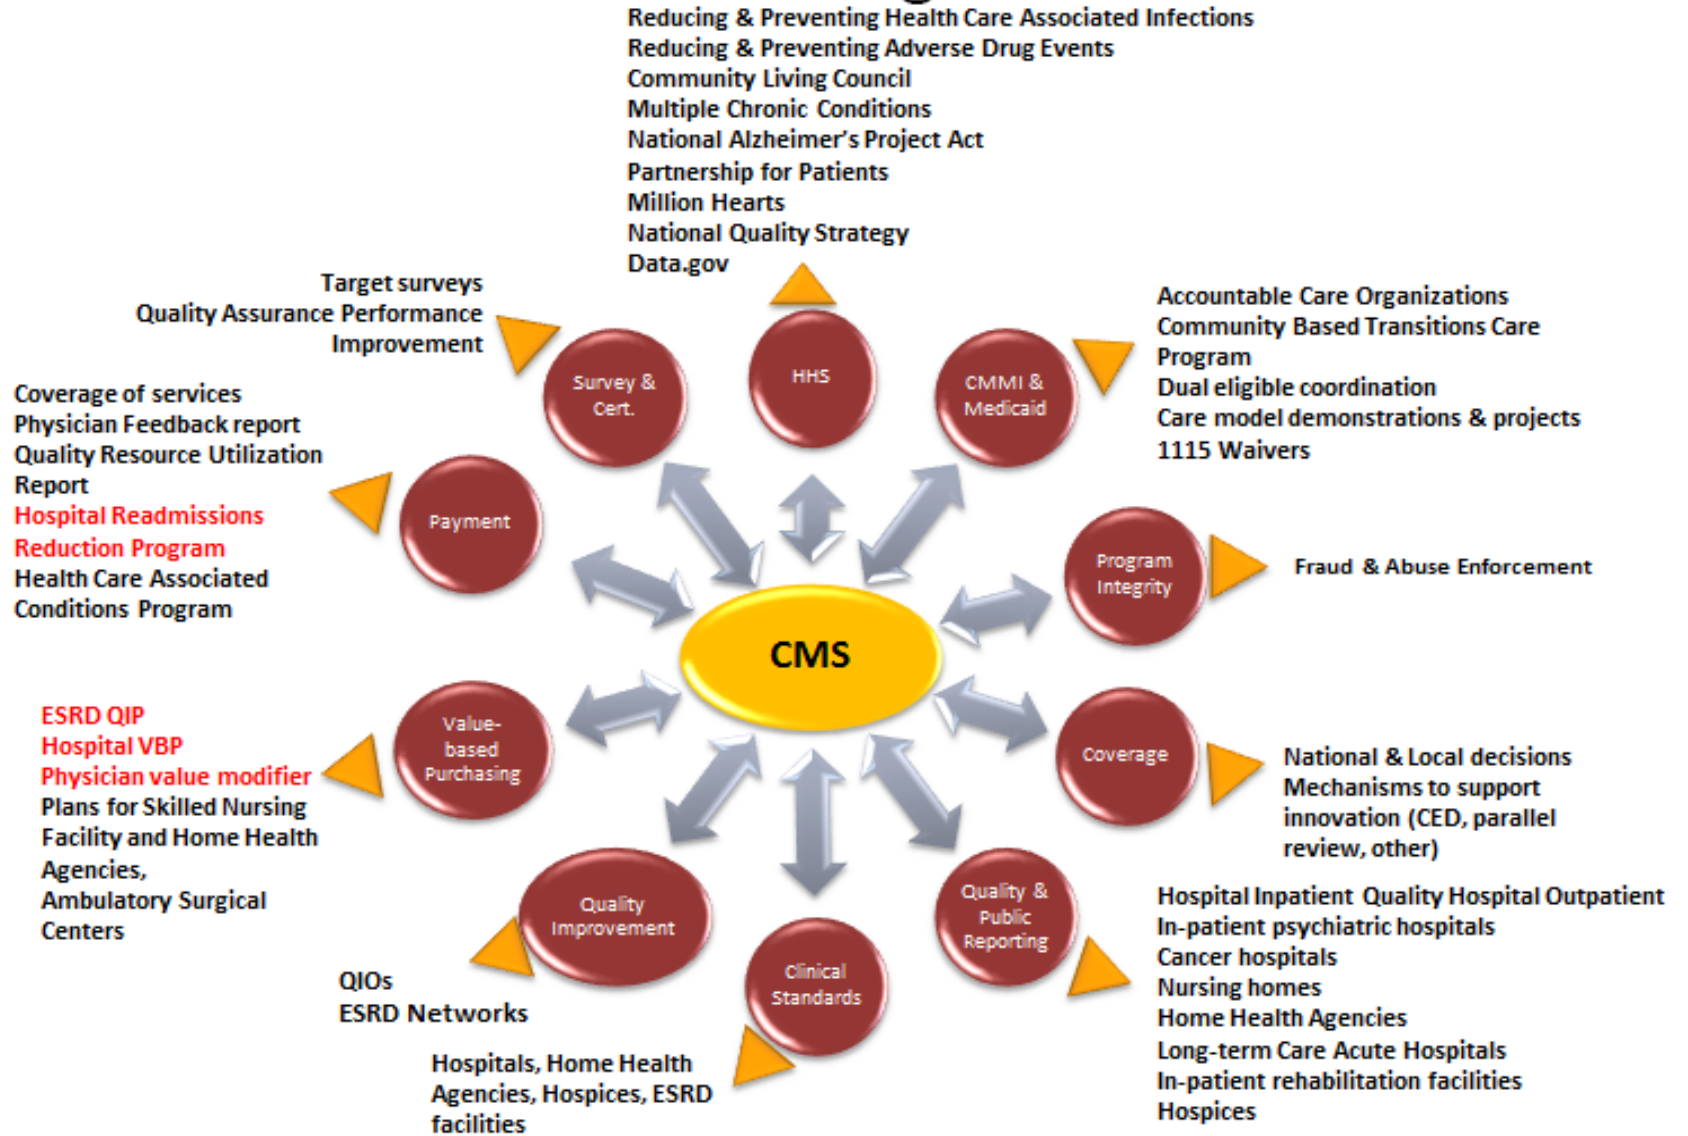 Reducing & Preventing Health Care Associated Infections
Reducing & Preventing Adverse Drug Events
Community Living Council
Multiple Chronic Conditions
National Alzheimer's Project Act
Partnership for Patients
Million Hearts
National Quality Strategy
Data.gov
Target surveys
Quality Assurance Performance
Improvement
Accountable Care Organizations
Community Based Transitions Care
Program
Dual eligible coordination
Care model demonstrations & projects
1115 Waivers
Survey &
Cert.
HHS
CMMI &
Medicaid
Coverage of services
Physician Feedback report
Quality Resource Utilization
Report
Hospital Readmissions
Reduction Program
Health Care Associated
Conditions Program
Payment
Program
Integrity
Fraud & Abuse Enforcement
CMS
ESRD QIP
Hospital VBP
Physician value modifier
Plans for Skilled Nursing
Facility and Home Health
Agencies,
Ambulatory Surgical
Centers
Value-
based
Purchasing
Coverage
National & Local decisions
Mechanisms to support
innovation (CED, parallel
review, other)
Quality
Improvement
QIOs
ESRD Networks
Clinical
Standards
Hospitals, Home Health
Agencies, Hospices, ESRD
facilities
Quality &
Public
Reporting
Hospital Inpatient Quality Hospital Outpatient
In-patient psychiatric hospitals
Cancer hospitals
Nursing homes
Home Health Agencies
Long-term Care Acute Hospitals
In-patient rehabilitation facilities
Hospices